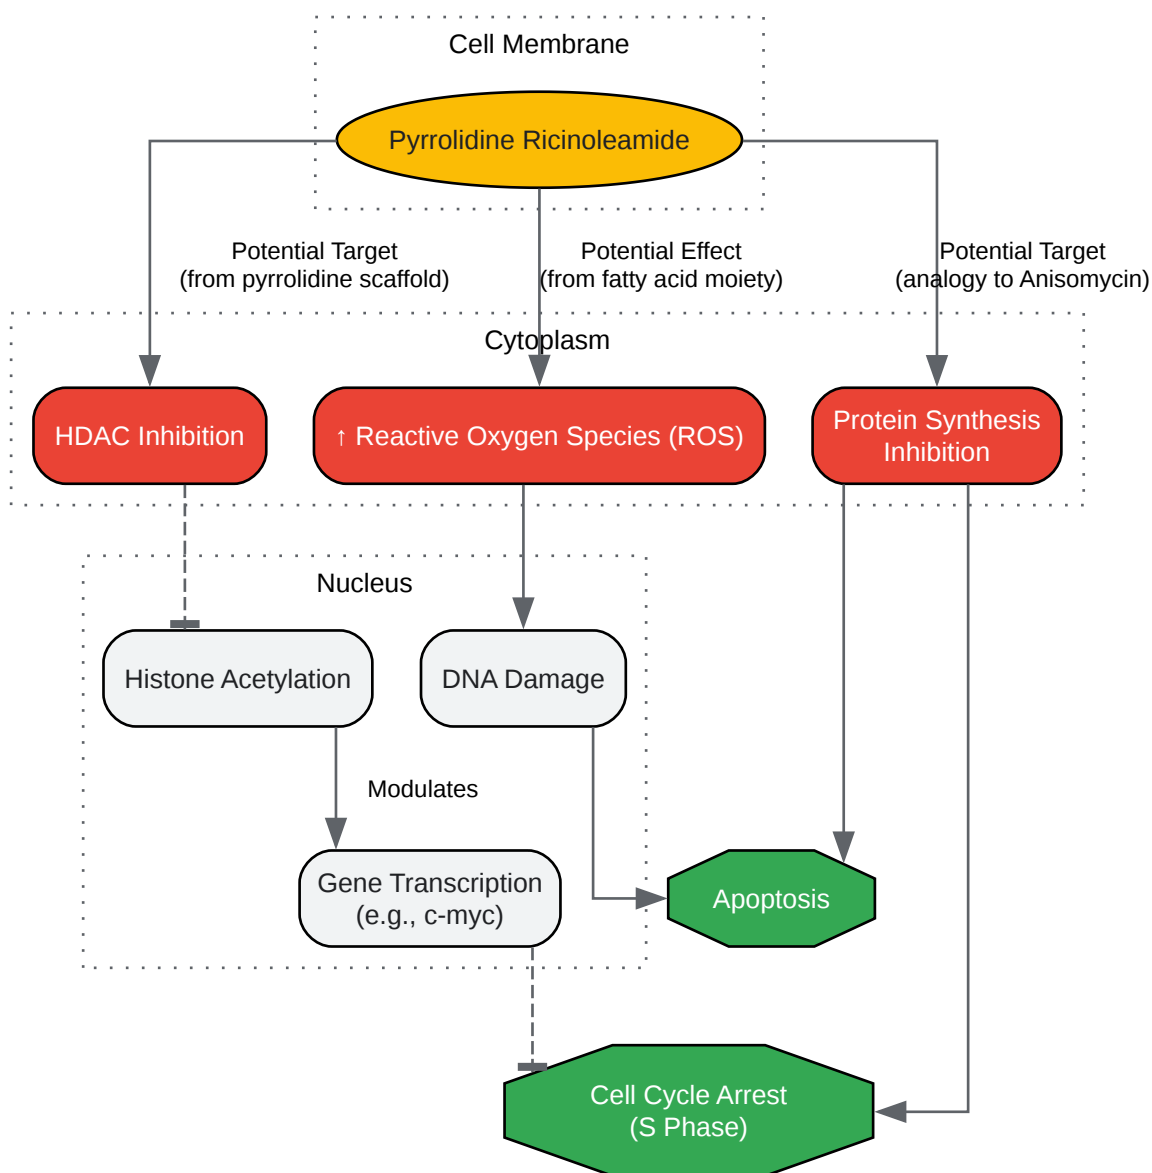 Cell Membrane
Pyrrolidine Ricinoleamide
Potential Target
(from pyrrolidine scaffold)
Potential Effect
(from fatty acid moiety)
Potential Target
(analogy to Anisomycin)
Cytoplasm
HDAC Inhibition
↑ Reactive Oxygen Species (ROS)
Protein Synthesis
Inhibition
Nucleus
Histone Acetylation
DNA Damage
Modulates
Gene Transcription
(e.g., c-myc)
Apoptosis
Cell Cycle Arrest
(S Phase)